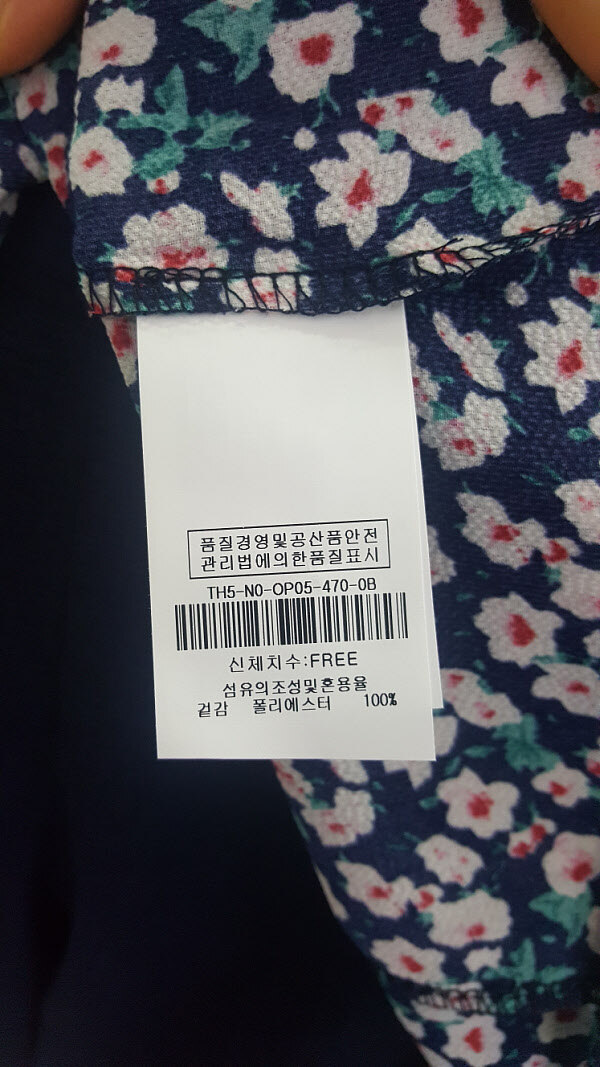 품질경영및공산품안전
관리법에의한품질표시
TH5-N0-OP05-470-0B
신체치수:FREE
섬유의조성및혼용율
겉감 폴리에스터 100%